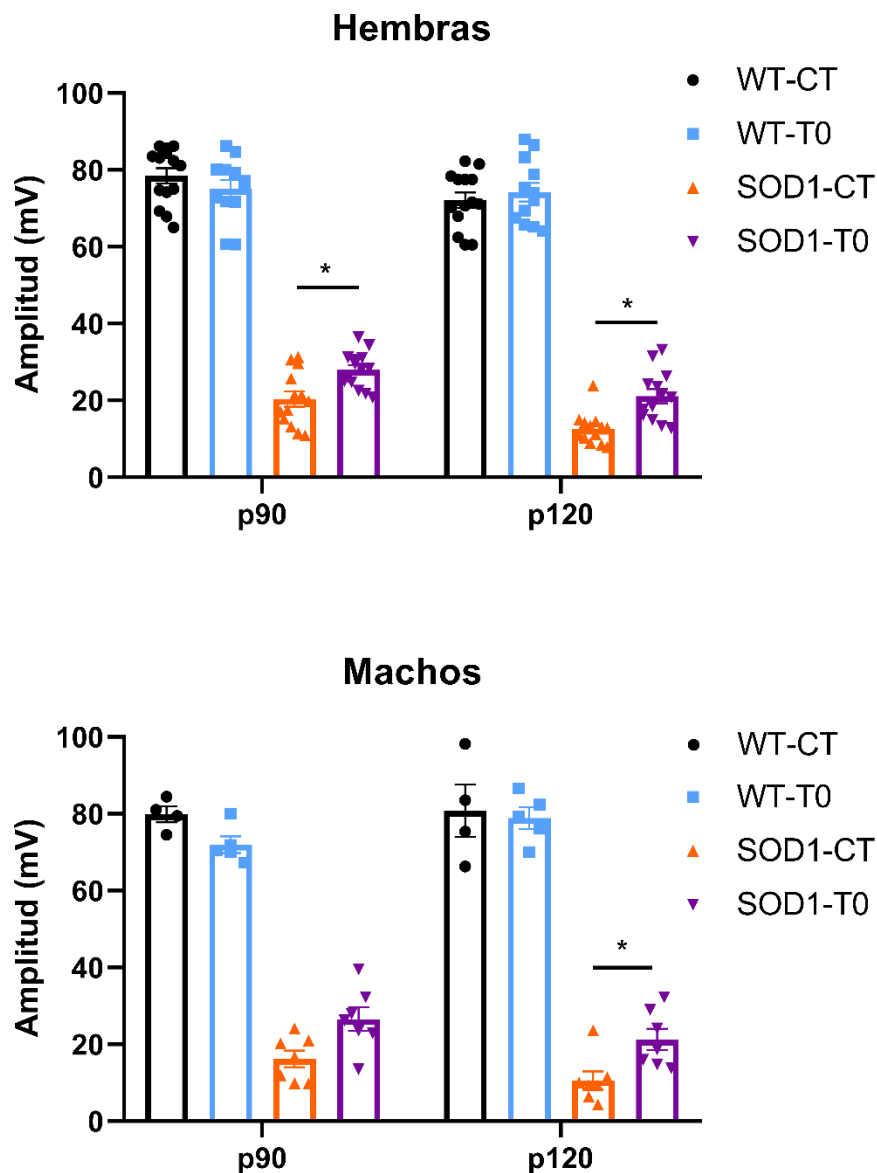 Hembras
Amplitud (mV)
100
80
60
40
20
0
*
*
p90
p120
WT-CT
WT-T0
SOD1-CT
SOD1-T0
Machos
Amplitud (mV)
100
80
60
40
20
0
*
p90
p120
WT-CT
WT-T0
SOD1-CT
SOD1-T0